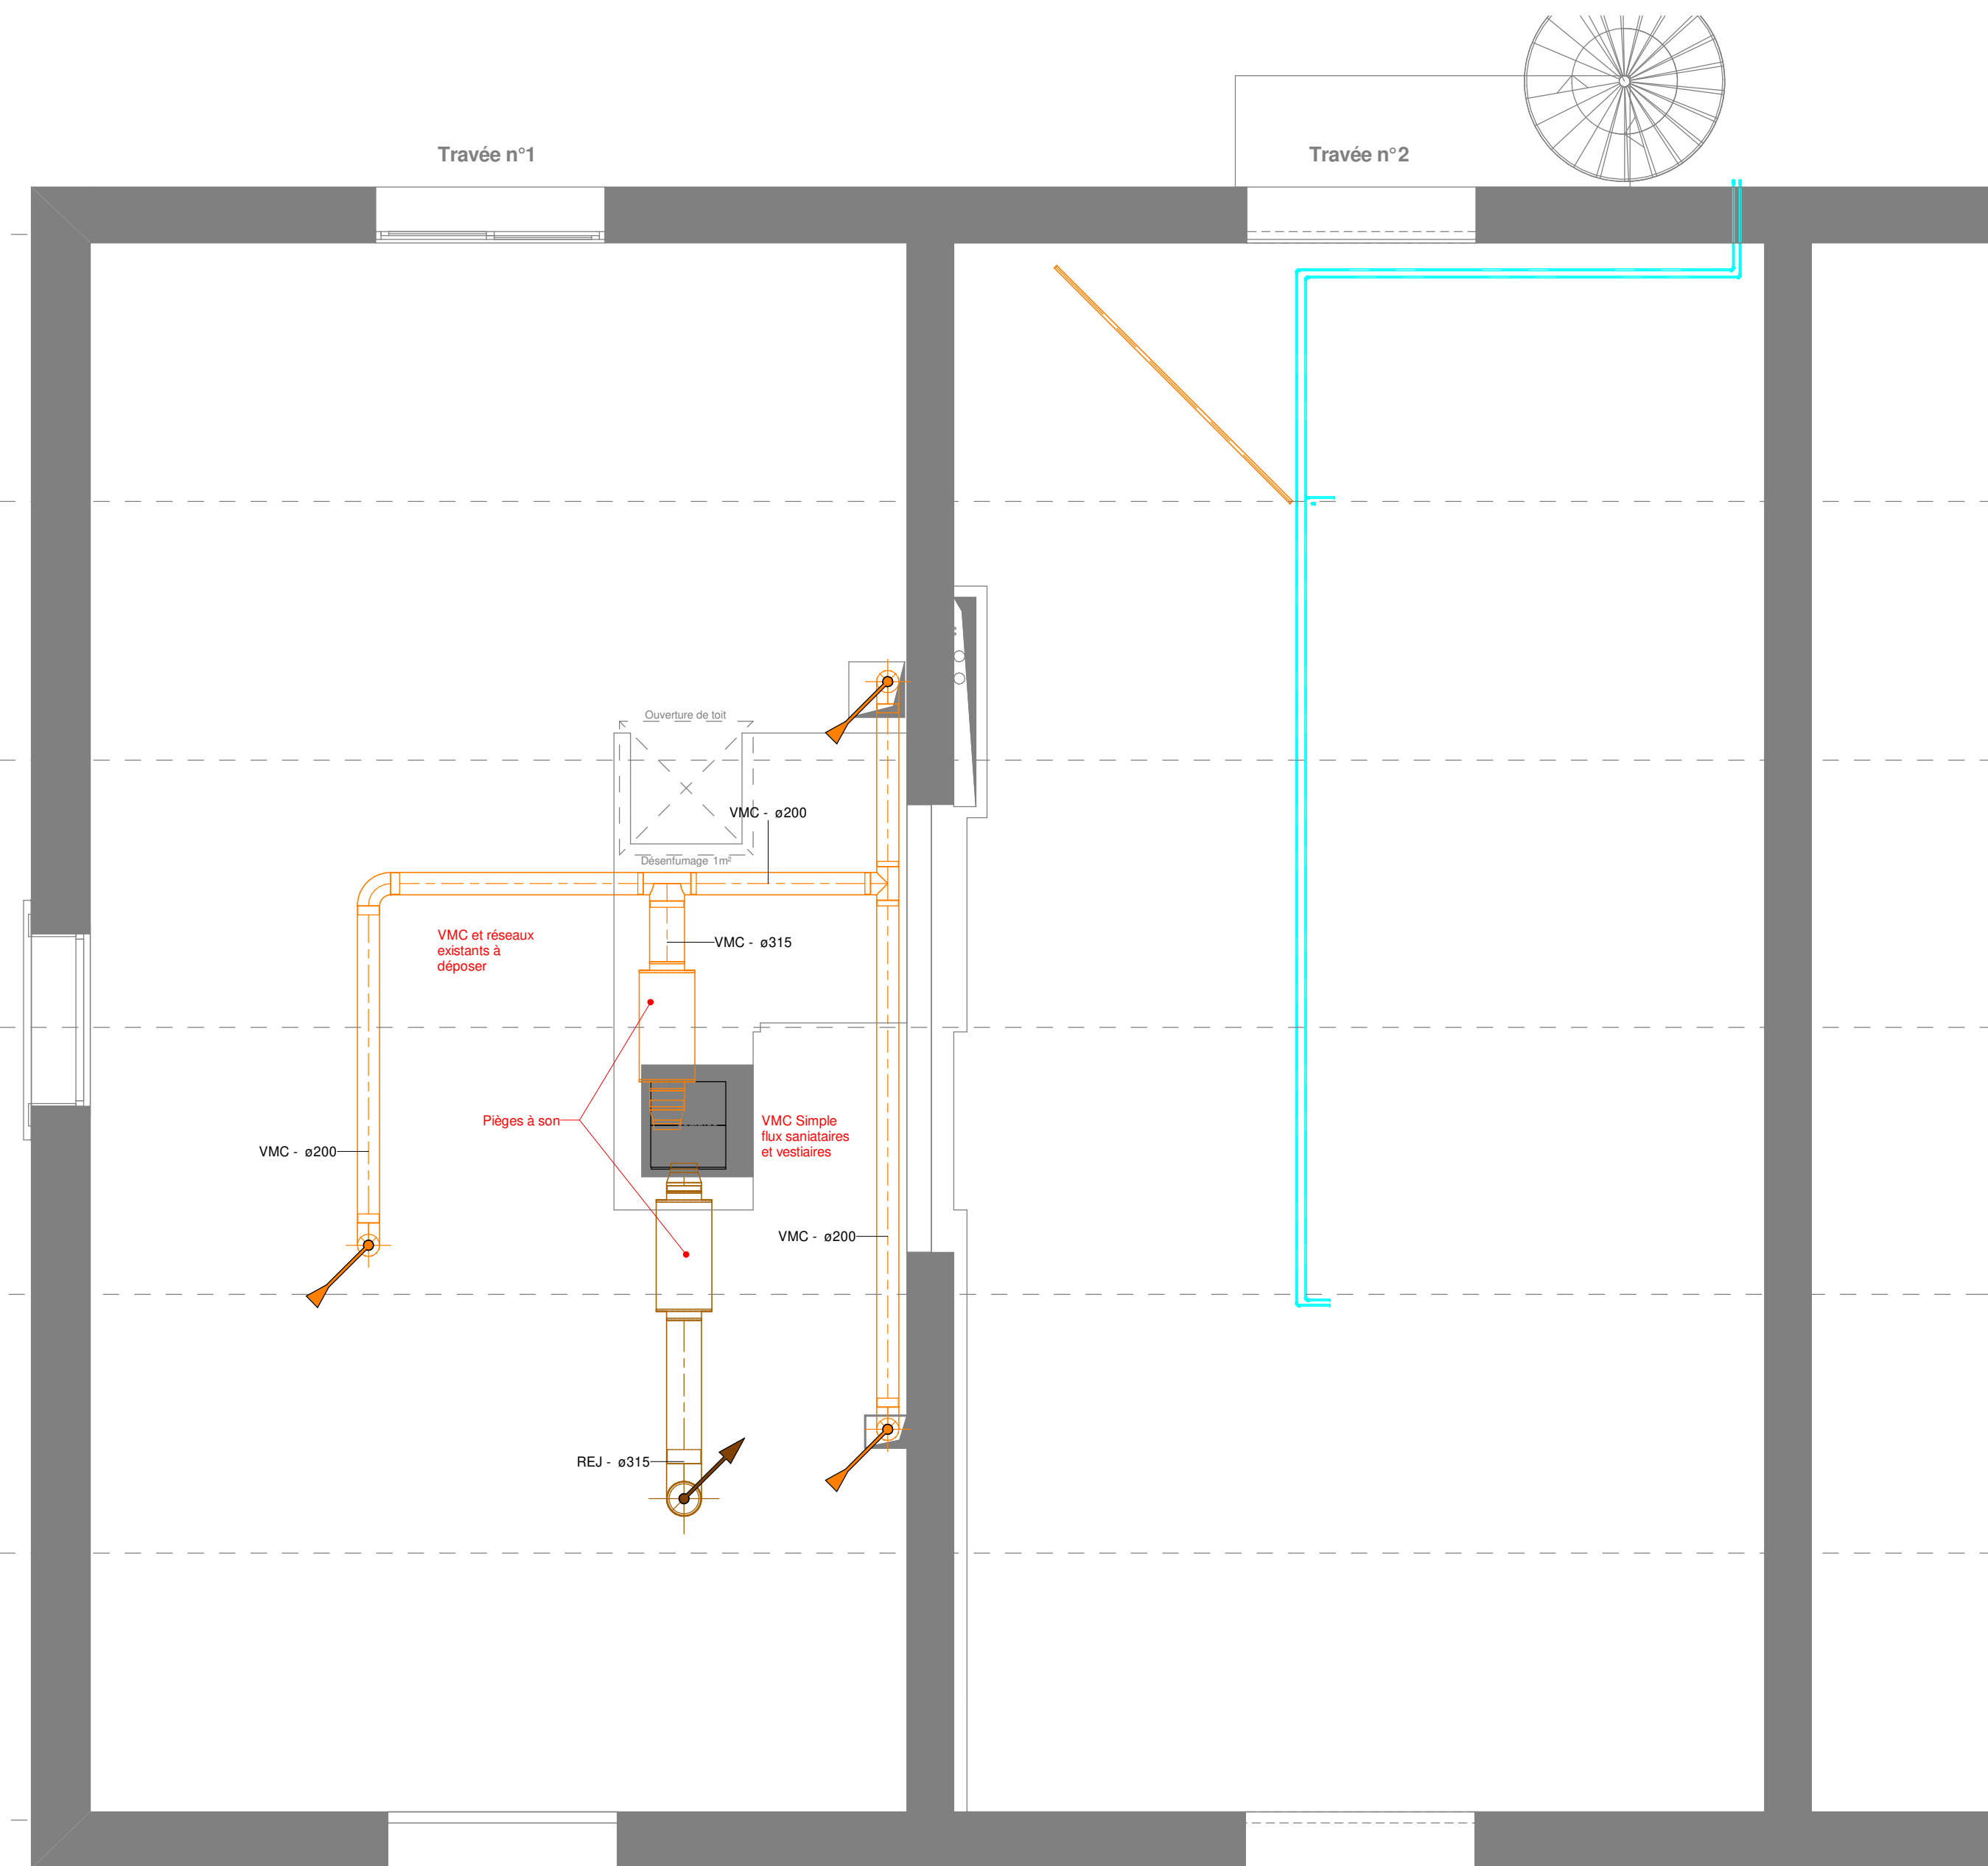 Travée n°1
Travée n°2
Ouverture de toit
VMC - ø200
Désenfumage 1m²
VMC et réseaux
existants à
déposer
VMC - ø315
Pièges à son
VMC Simple
flux saniataires
et vestiaires
VMC - ø200
VMC - ø200
REJ - ø315